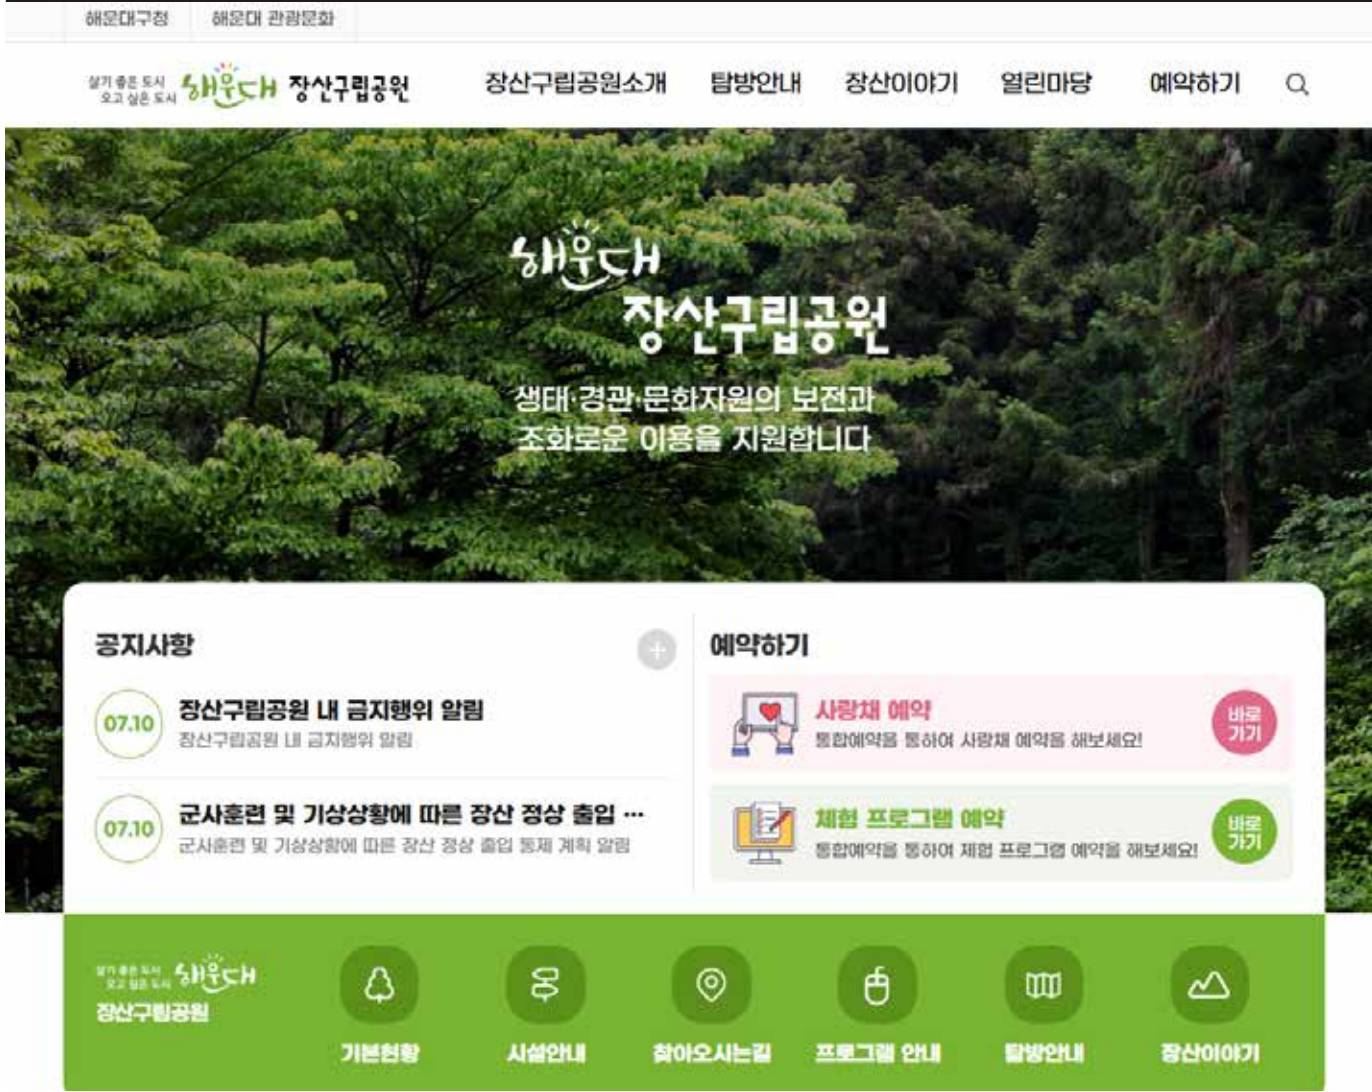 해운대구청 해운대 관광문화
살기 좋은 도시
오고 싶은 도시
해운대 장산구립공원
장산구립공원소개 탐방안내 장산이야기 열린마당 예약하기
해운대
장산구립공원
생태·경관·문화자원의 보전과
조화로운 이용을 지원합니다
공지사항
07.10
장산구립공원 내 금지행위 알림
장산구립공원 내 금지행위 알림
07.10
군사훈련 및 기상상황에 따른 장산 정상 출입 …
군사훈련 및 기상상황에 따른 장산 정상 출입 통제 계획 알림
예약하기
사랑채 예약
통합예약을 통하여 사랑채 예약을 해보세요!
바로
가기
체험 프로그램 예약
통합예약을 통하여 체험 프로그램 예약을 해보세요!
바로
가기
살기 좋은 도시
오고 싶은 도시
해운대
장산구립공원
기본현황 시설안내 찾아오시는길 프로그램 안내 탐방안내 장산이야기